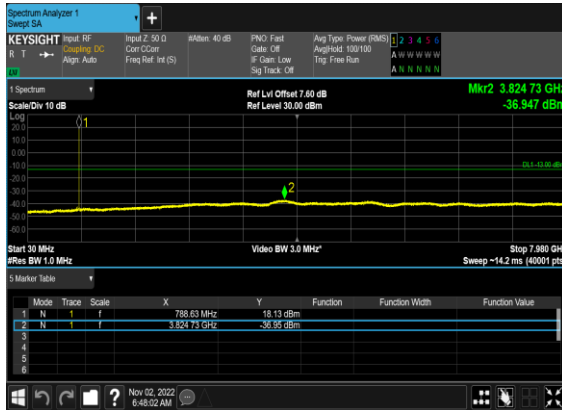 Spectrum Analyzer 1
Swept SA
+
KEYSIGHT Input: RF Input Z: 50 Ω #Atten: 40 dB PNO: Fast Avg Type: Power (RMS) 1 2 3 4 5 6
R T Coupling: DC Corr CCorr Gate: Off Avg|Hold: 100/100
Align: Auto Freq Ref: Int (S) IF Gain: Low Trig: Free Run A W W W W W
LU Sig Track: Off A N N N N N
1 Spectrum
Ref Lvl Offset 7.60 dB Mkr2 3.824 73 GHz
Scale/Div 10 dB Ref Level 30.00 dBm -36.947 dBm
Log
1
20.0
10.0
0.00
-10.0
DL1 -13.00 dBm
-20.0
-30.0
2
-40.0
-50.0
-60.0
Start 30 MHz Video BW 3.0 MHz* Stop 7.980 GHz
#Res BW 1.0 MHz Sweep ~14.2 ms (40001 pts)
5 Marker Table
Mode Trace Scale X Y Function Function Width Function Value
1 N 1 f 788.63 MHz 18.13 dBm
2 N 1 f 3.824 73 GHz -36.95 dBm
3
4
5
6
? Nov 02, 2022
6:48:02 AM